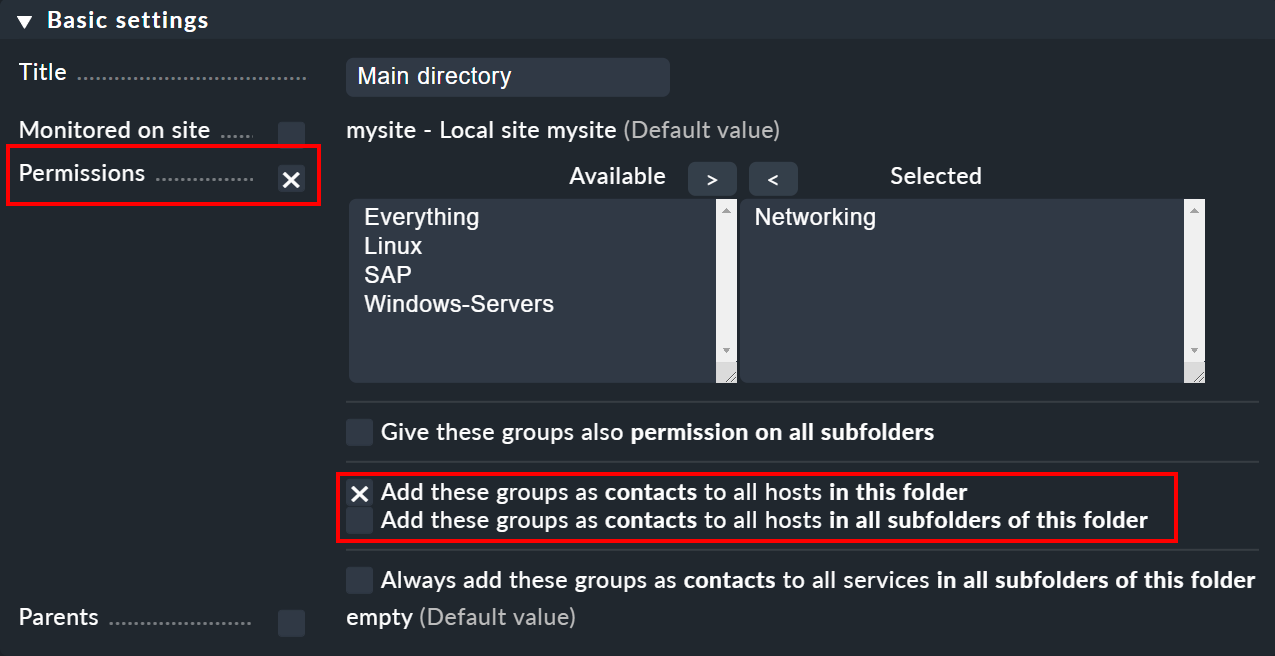 Basic settings
Title
Main directory
Monitored on site
mysite - Local site mysite (Default value)
Permissions
Available > < Selected
Everything
Linux
SAP
Windows-Servers
Networking
Give these groups also permission on all subfolders
Add these groups as contacts to all hosts in this folder
Add these groups as contacts to all hosts in all subfolders of this folder
Always add these groups as contacts to all services in all subfolders of this folder
Parents
empty (Default value)